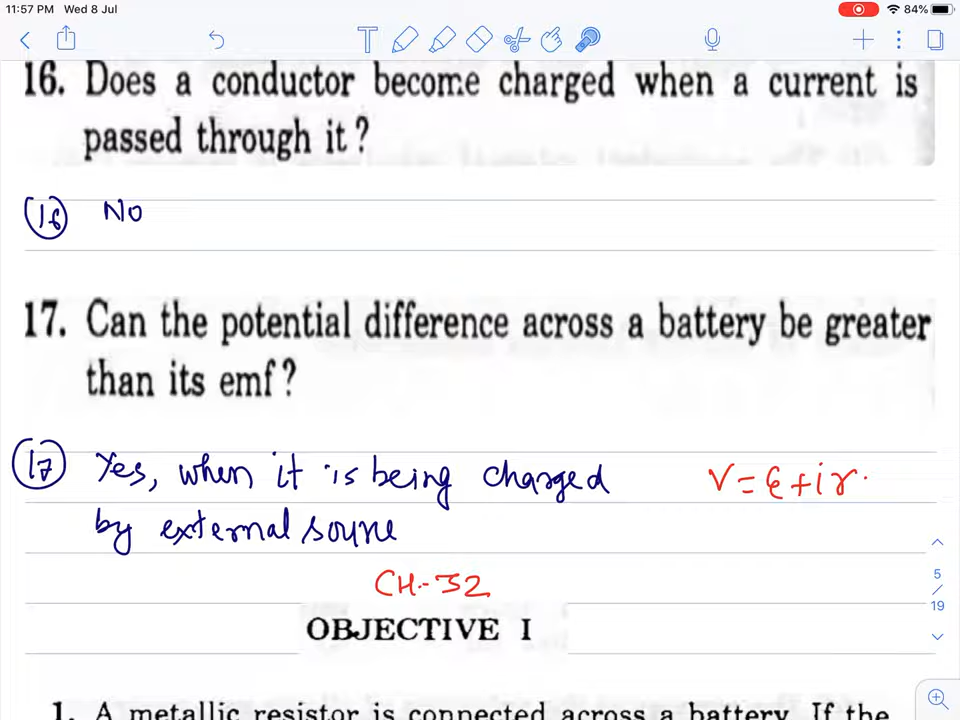 11:57 PM Wed 8 Jul 84%
16. Does a conductor become charged when a current is
passed through it?
(16) No
17. Can the potential difference across a battery be greater
than its emf?
(17) Yes, when it is being charged V = ε + ir.
by external source
CH-32
5
/
19
OBJECTIVE I
1. A metallic resistor is connected across a battery. If the